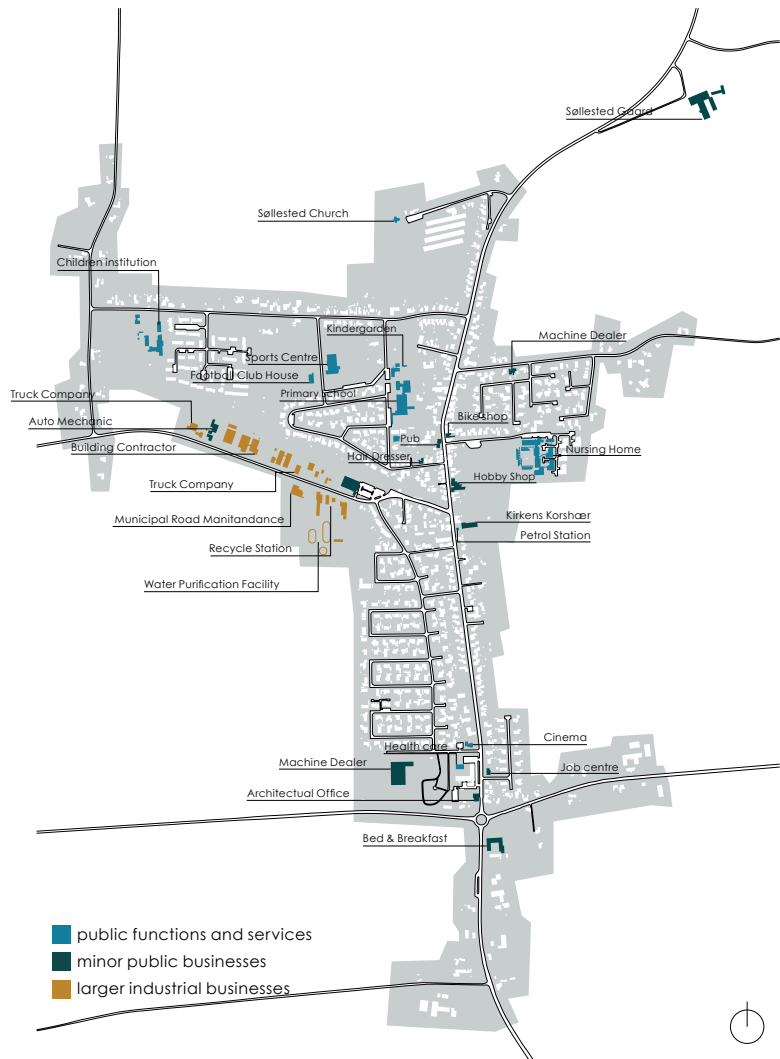 Søllested Gaard
Søllested Church
Children institution
Kindergarden
Machine Dealer
Sports Centre
Football Club House
Truck Company
Primary School
Bike shop
Auto Mechanic
Pub
Building Contractor
Nursing Home
Hair Dresser
Hobby Shop
Truck Company
Kirkens Korshær
Municipal Road Manitandance
Petrol Station
Recycle Station
Water Purification Facility
Cinema
Health care
Machine Dealer
Job centre
Architectual Office
Bed & Breakfast
public functions and services
minor public businesses
larger industrial businesses